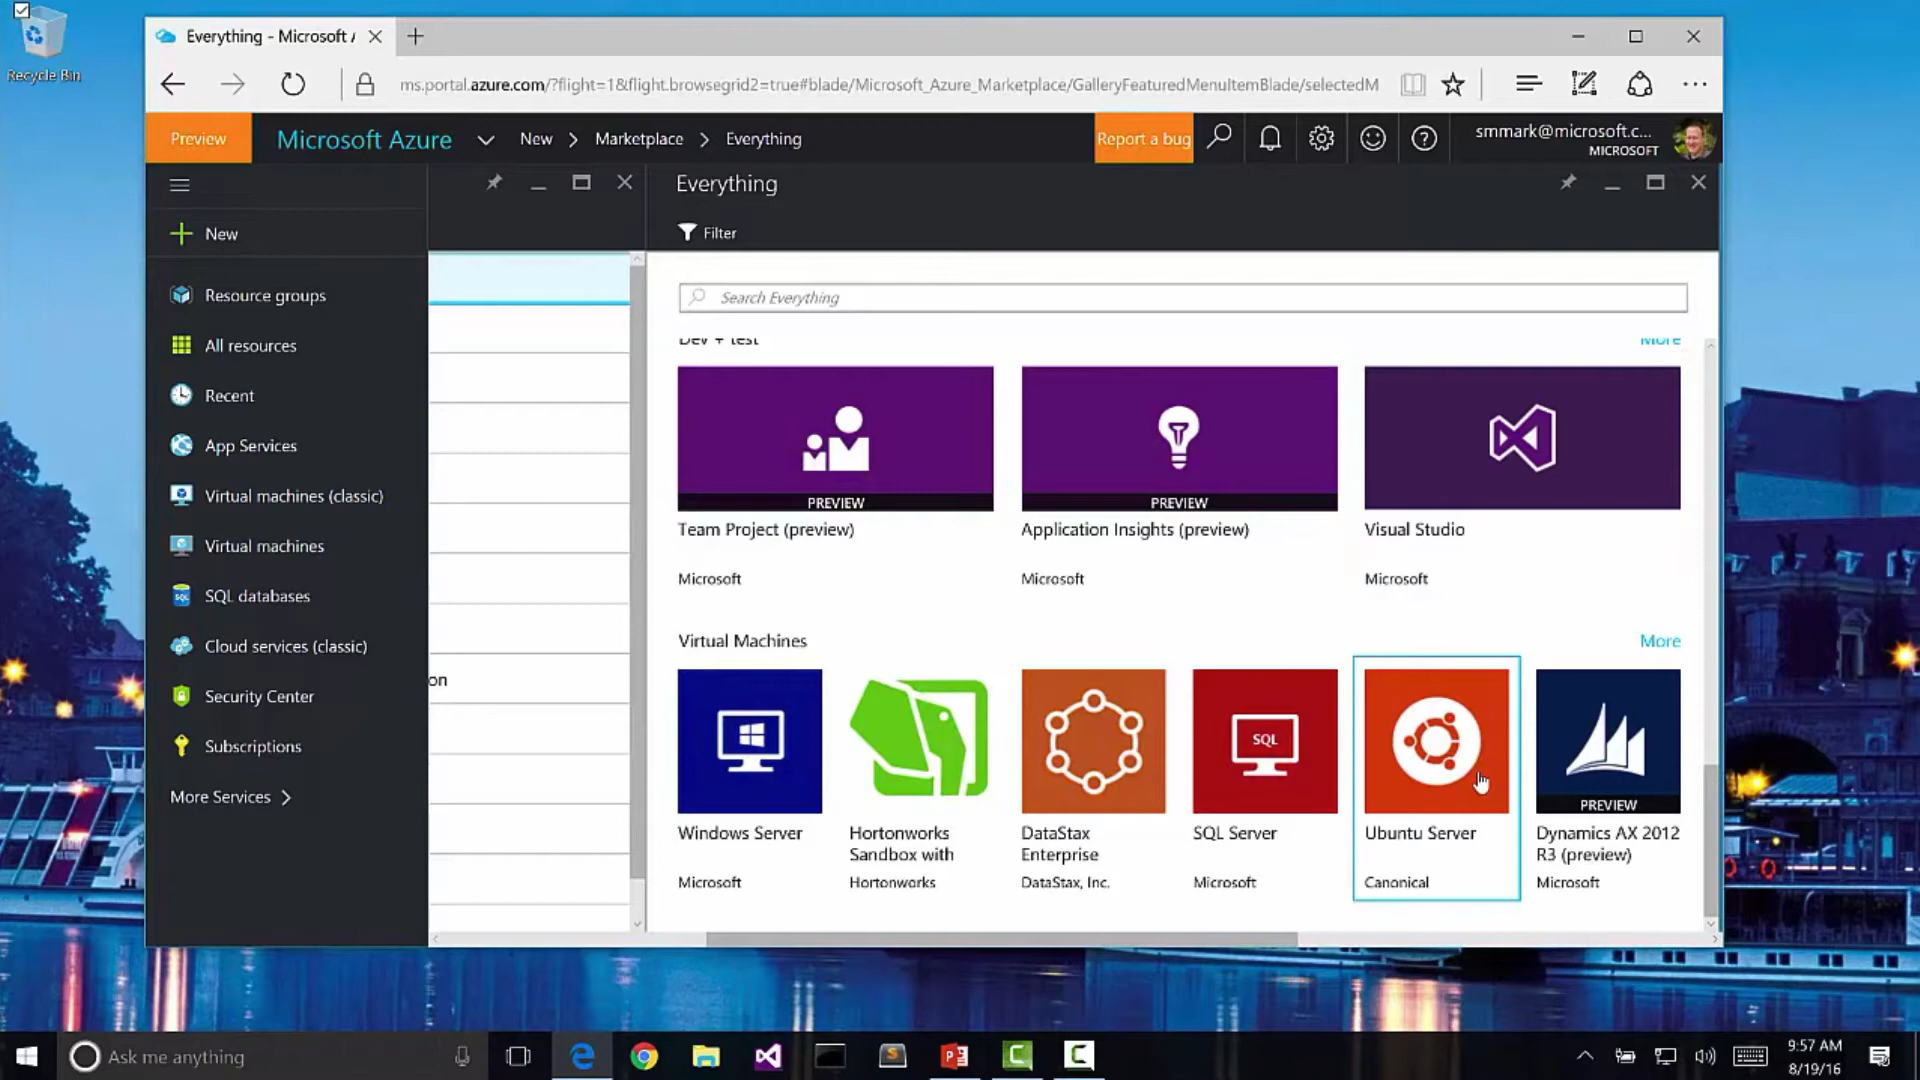 Recycle Bin
Everything - Microsoft A
ms.portal.azure.com/?flight=1&flight.browsegrid2=true#blade/Microsoft_Azure_Marketplace/GalleryFeaturedMenuItemBlade/selectedM
Preview
Microsoft Azure
New
Marketplace
Everything
Report a bug
smmark@microsoft.c...
MICROSOFT
New
Resource groups
All resources
Recent
App Services
Virtual machines (classic)
Virtual machines
SQL
SQL databases
Cloud services (classic)
Security Center
Subscriptions
More Services
on
Everything
Filter
Search Everything
Dev + test
More
PREVIEW
PREVIEW
Team Project (preview)
Application Insights (preview)
Visual Studio
Microsoft
Microsoft
Microsoft
Virtual Machines
More
SQL
PREVIEW
Windows Server
Hortonworks
Sandbox with
DataStax
Enterprise
SQL Server
Ubuntu Server
Dynamics AX 2012
R3 (preview)
Microsoft
Hortonworks
DataStax, Inc.
Microsoft
Canonical
Microsoft
Ask me anything
9:57 AM
8/19/16